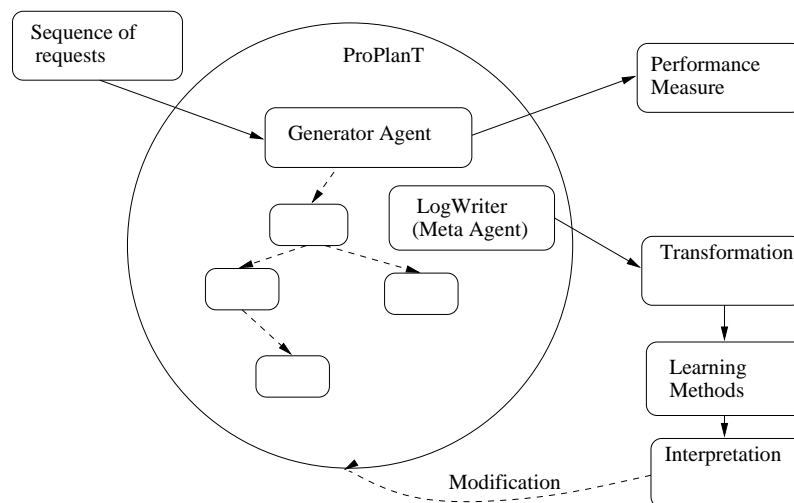 Sequence of
requests
ProPlanT
Performance
Measure
Generator Agent
LogWriter
(Meta Agent)
Transformation
Learning
Methods
Interpretation
Modification